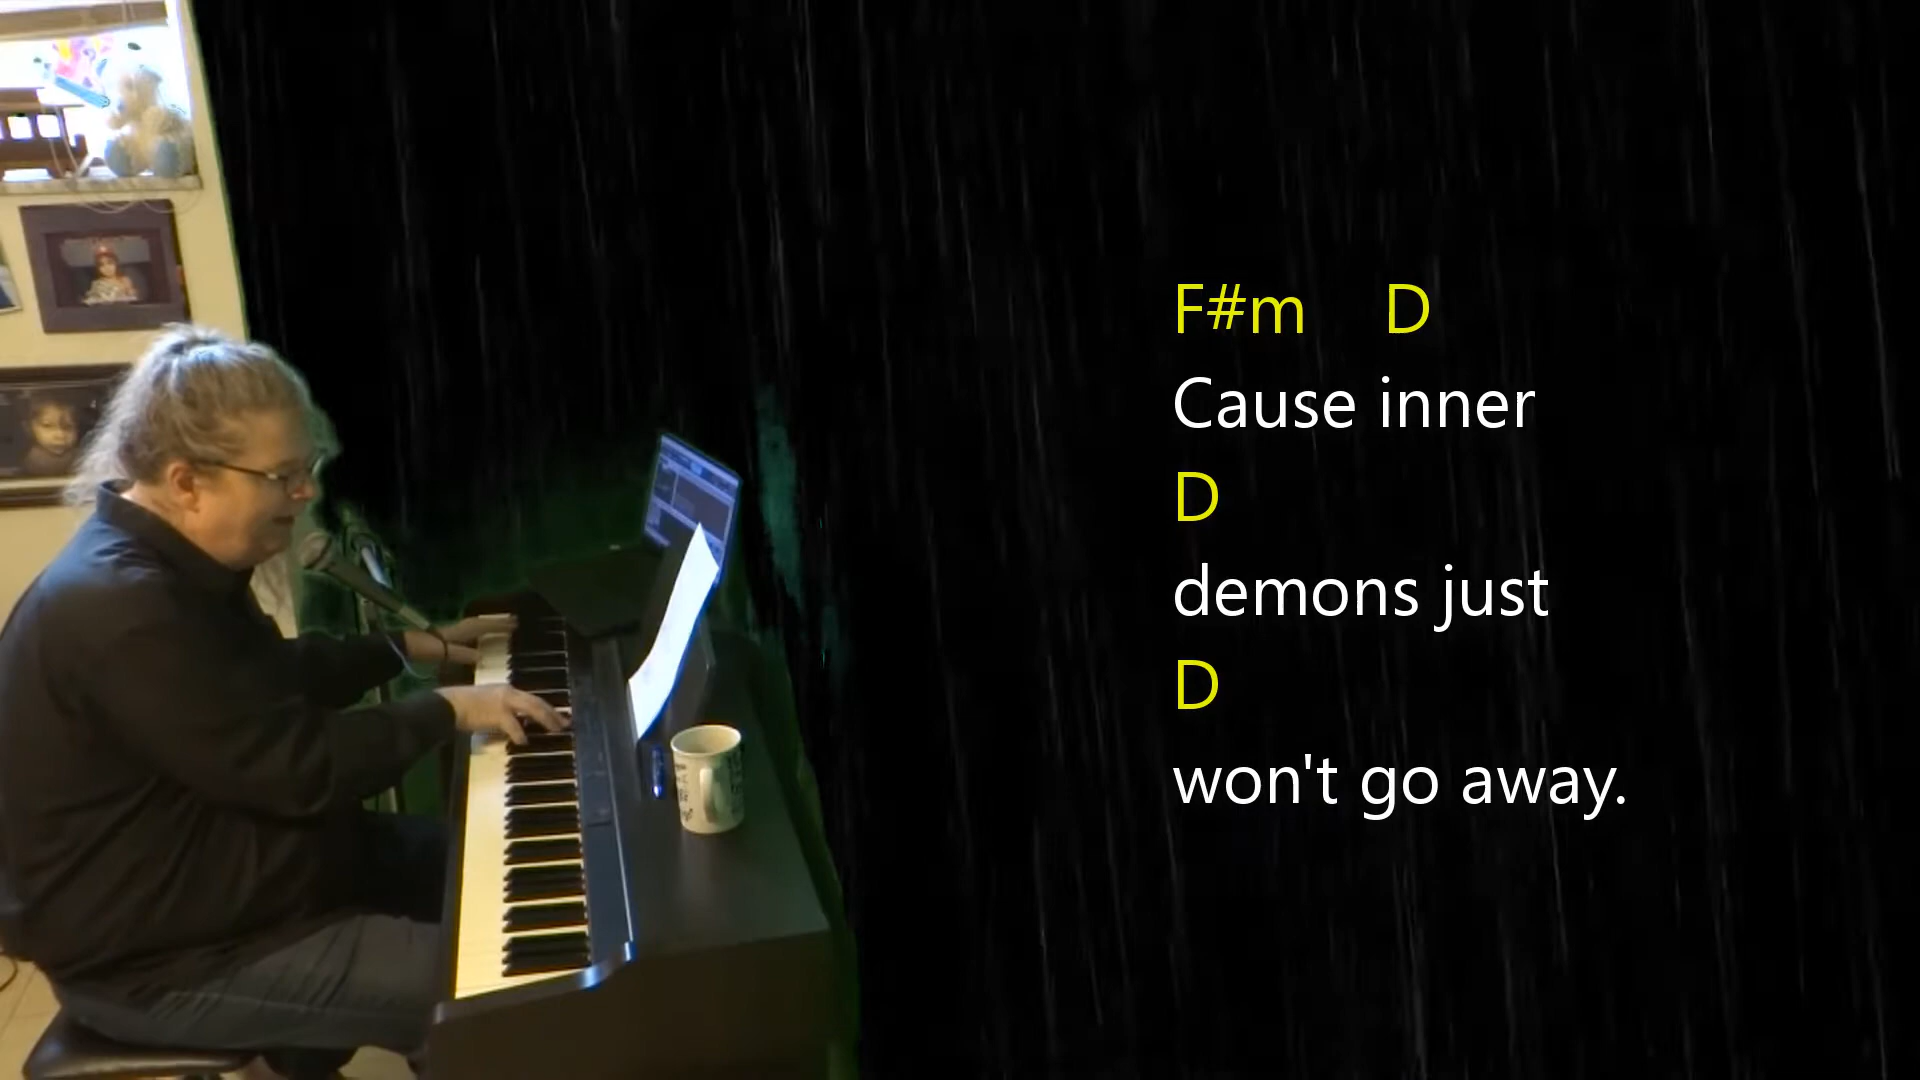 F#m D
Cause inner
D
demons just
D
won't go away.